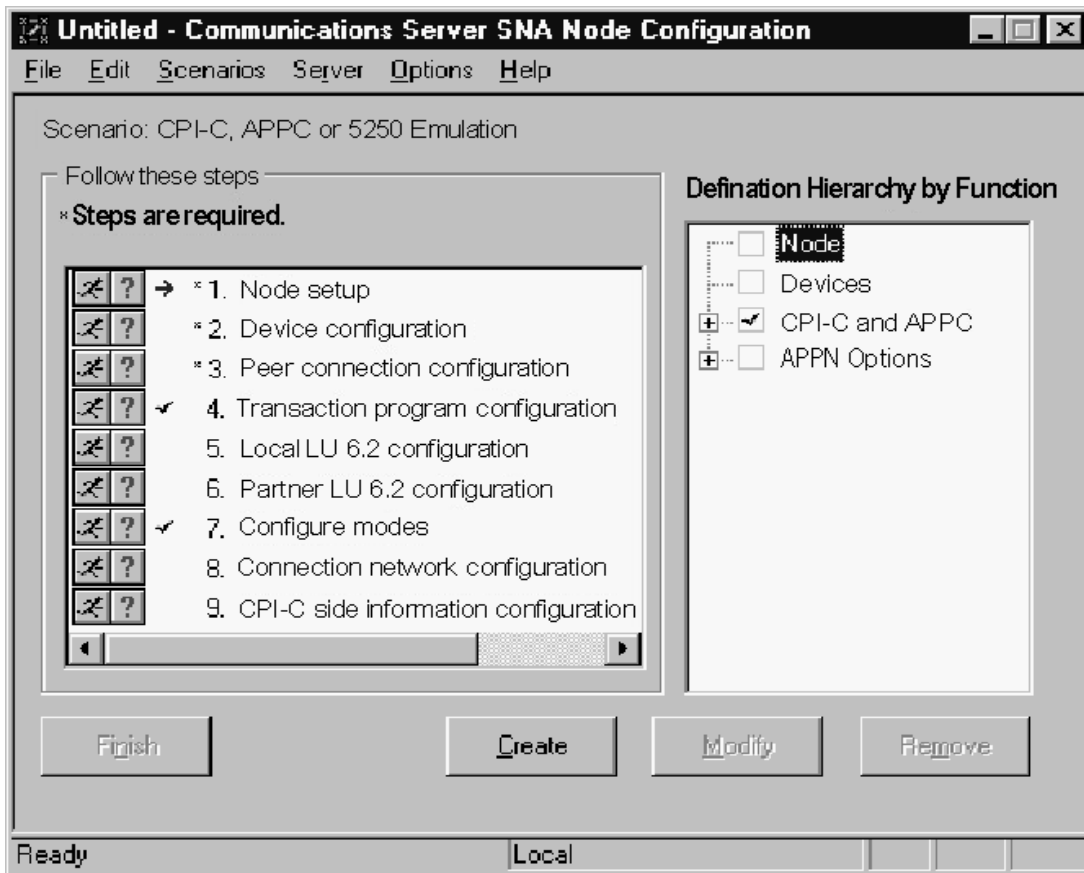 Untitled - Communications Server SNA Node Configuration
File Edit Scenarios Server Options Help
Scenario: CPI-C, APPC or 5250 Emulation
Follow these steps
* Steps are required.
? * 1. Node setup
? * 2. Device configuration
? * 3. Peer connection configuration
? 4. Transaction program configuration
? 5. Local LU 6.2 configuration
? 6. Partner LU 6.2 configuration
? 7. Configure modes
? 8. Connection network configuration
? 9. CPI-C side information configuration
Defination Hierarchy by Function
Node
Devices
CPI-C and APPC
APPN Options
Finish Create Modify Remove
Ready Local